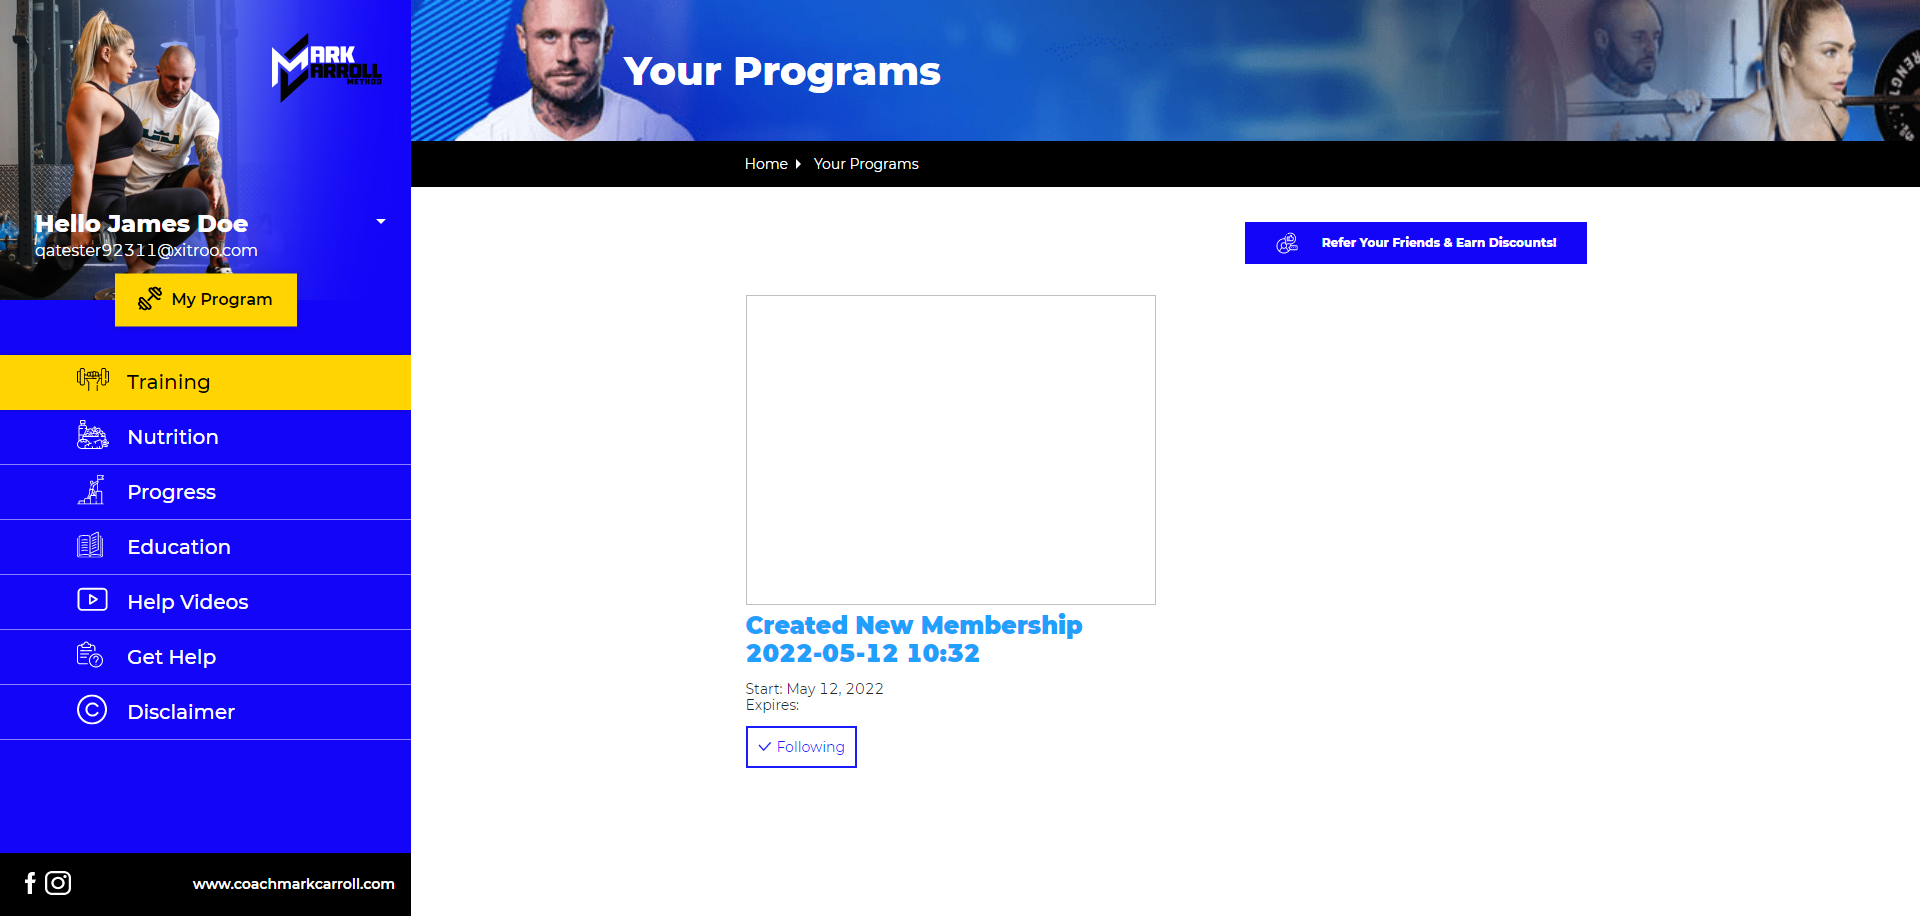 MARK
CARROLL
METHOD
Hello James Doe
qatester92311@xitroo.com
My Program
Training
Nutrition
Progress
Education
Help Videos
Get Help
Disclaimer
www.coachmarkcarroll.com
Your Programs
Home Your Programs
Refer Your Friends & Earn Discounts!
Created New Membership
2022-05-12 10:32
Start: May 12, 2022
Expires:
Following